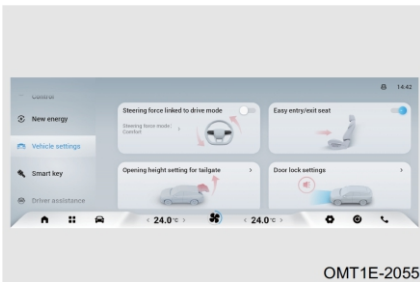 14:42
Control
New energy
Vehicle settings
Smart key
Driver assistance
Steering force linked to drive mode
Steering force mode:
Comfort
Easy entry/exit seat
Opening height setting for tailgate
Door lock settings
24.0 °C
24.0 °C
OMT1E-2055